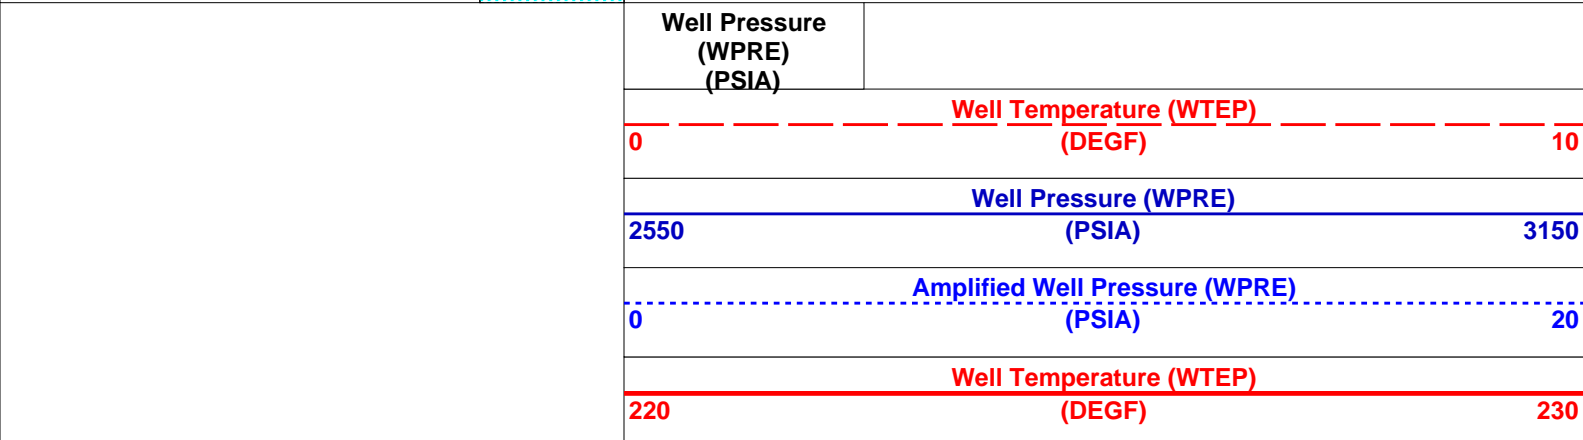 Well Pressure
(WPRE)
(PSIA)
Well Temperature (WTEP)
0 (DEGF) 10
Well Pressure (WPRE)
2550 (PSIA) 3150
Amplified Well Pressure (WPRE)
0 (PSIA) 20
Well Temperature (WTEP)
220 (DEGF) 230